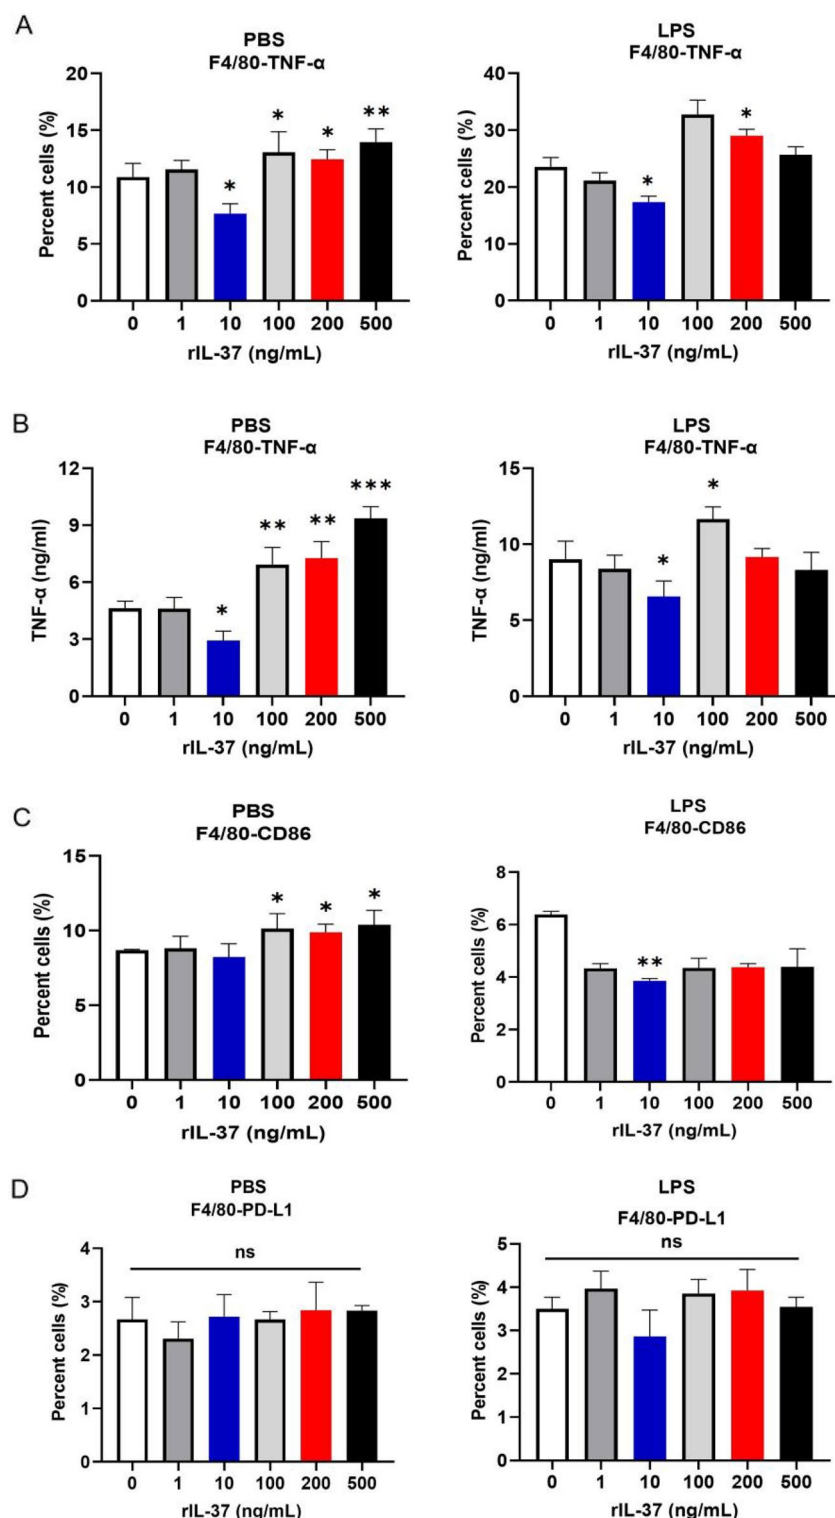 A
PBS
F4/80-TNF-α
Percent cells (%)
20
15
10
5
0
*
*
*
**
0 1 10 100 200 500
rIL-37 (ng/mL)
LPS
F4/80-TNF-α
Percent cells (%)
40
30
20
10
0
*
*
0 1 10 100 200 500
rIL-37 (ng/mL)
B
PBS
F4/80-TNF-α
TNF-α (ng/ml)
12
9
6
3
0
*
**
**
***
0 1 10 100 200 500
rIL-37 (ng/mL)
LPS
F4/80-TNF-α
TNF-α (ng/ml)
15
10
5
0
*
*
0 1 10 100 200 500
rIL-37 (ng/mL)
C
PBS
F4/80-CD86
Percent cells (%)
15
10
5
0
*
*
*
0 1 10 100 200 500
rIL-37 (ng/mL)
LPS
F4/80-CD86
Percent cells (%)
8
6
4
2
0
**
0 1 10 100 200 500
rIL-37 (ng/mL)
D
PBS
F4/80-PD-L1
ns
Percent cells (%)
4
3
2
1
0
0 1 10 100 200 500
rIL-37 (ng/mL)
LPS
F4/80-PD-L1
ns
Percent cells (%)
5
4
3
2
1
0
0 1 10 100 200 500
rIL-37 (ng/mL)